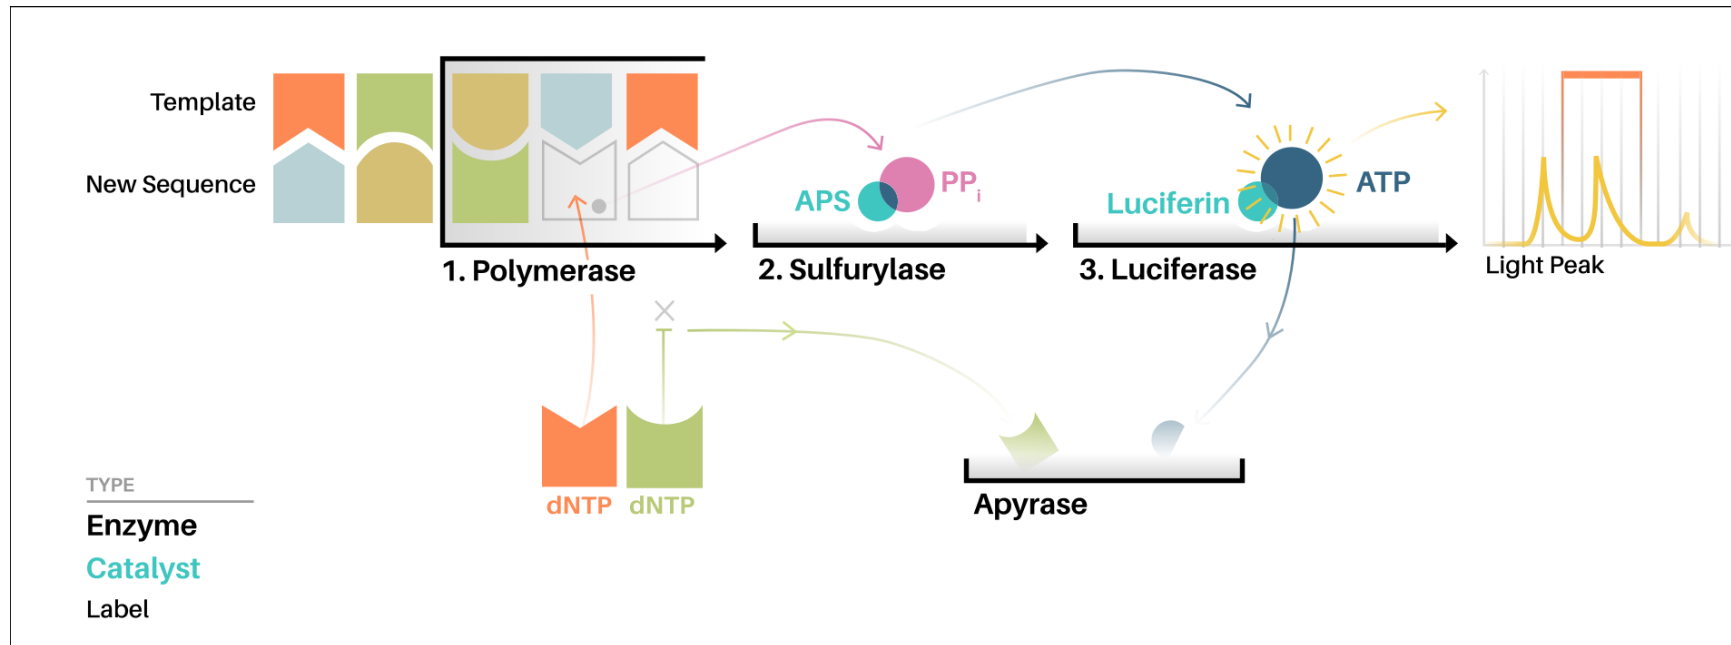 Template
New Sequence
1. Polymerase
APS
PPi
2. Sulfurylase
Luciferin
ATP
3. Luciferase
Light Peak
dNTP
dNTP
Apyrase
TYPE
Enzyme
Catalyst
Label